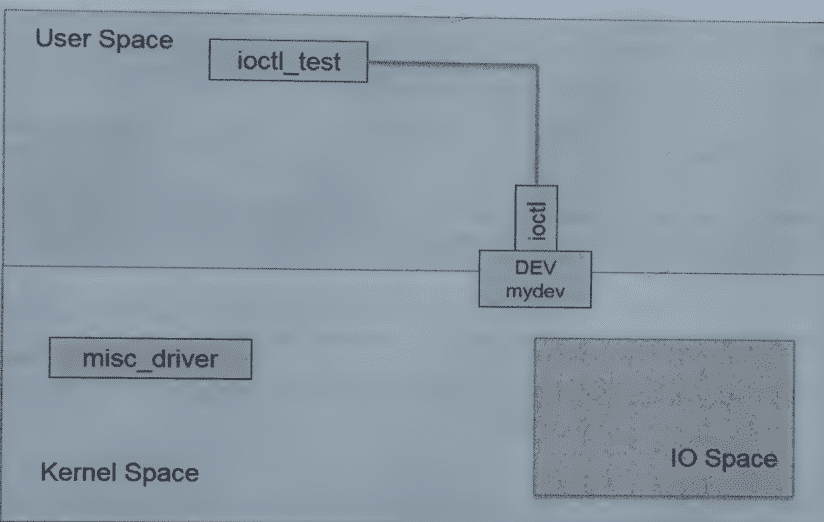 User Space
ioctl_test
ioctl
DEV
mydev
misc_driver
IO Space
Kernel Space